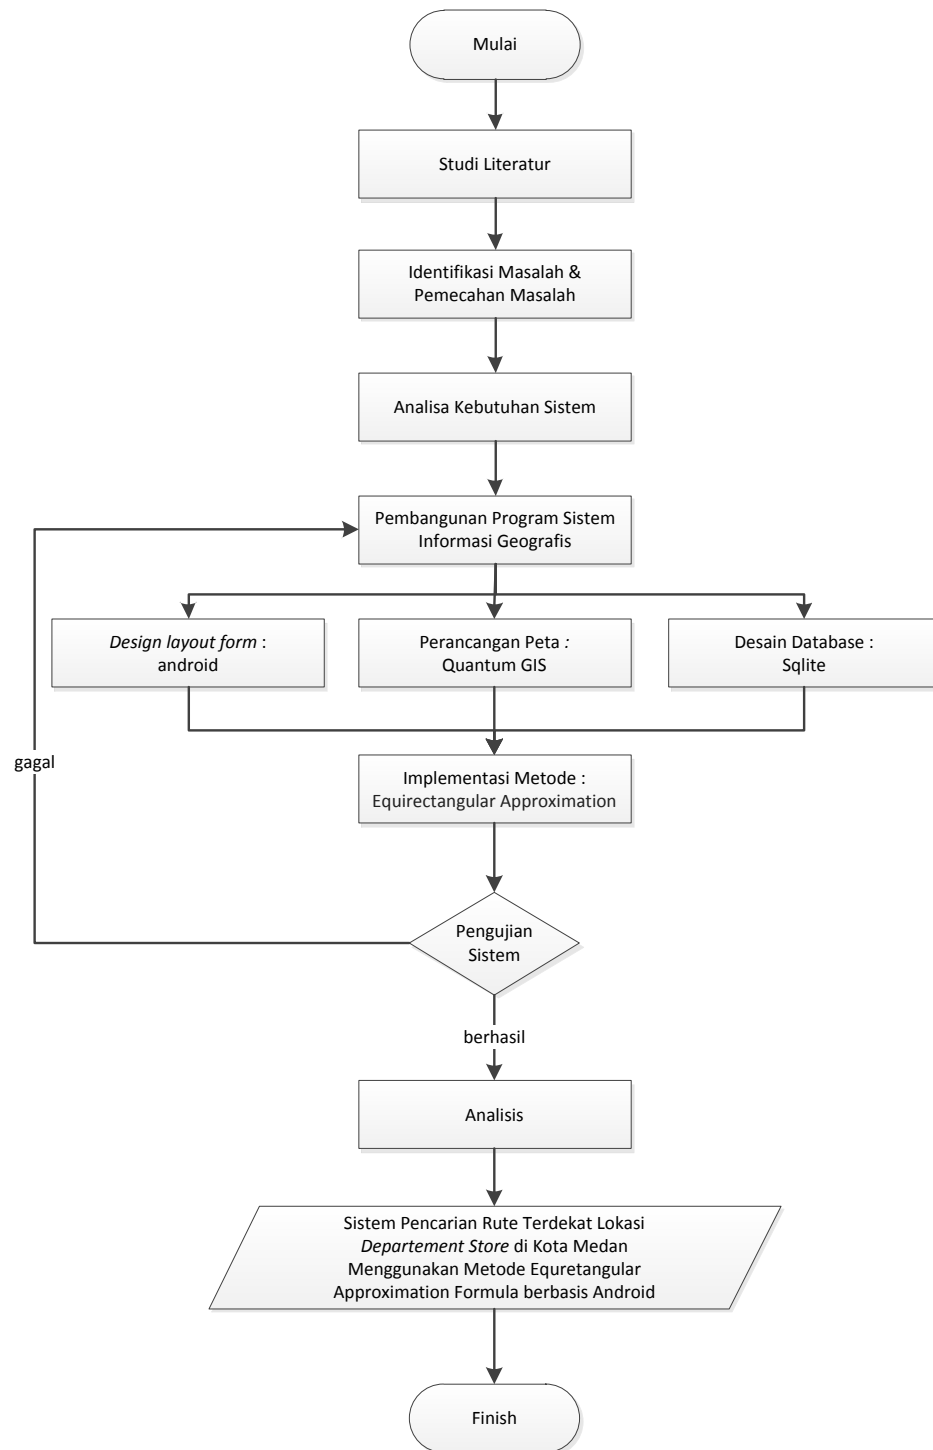 Mulai
Studi Literatur
Identifikasi Masalah &
Pemecahan Masalah
Analisa Kebutuhan Sistem
Pembangunan Program Sistem
Informasi Geografis
Design layout form :
android
Perancangan Peta :
Quantum GIS
Desain Database :
Sqlite
gagal
Implementasi Metode :
Equirectangular Approximation
Pengujian
Sistem
berhasil
Analisis
Sistem Pencarian Rute Terdekat Lokasi
Departement Store di Kota Medan
Menggunakan Metode Equretangular
Approximation Formula berbasis Android
Finish